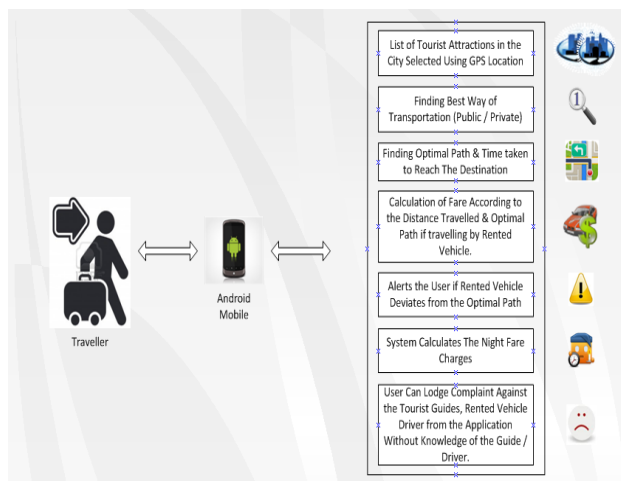 List of Tourist Attractions in the
City Selected Using GPS Location
Finding Best Way of
Transportation (Public / Private)
Finding Optimal Path & Time taken
to Reach The Destination
Calculation of Fare According to
the Distance Travelled & Optimal
Path if travelling by Rented
Vehicle.
Alerts the User if Rented Vehicle
Deviates from the Optimal Path
System Calculates The Night Fare
Charges
User Can Lodge Complaint Against
the Tourist Guides, Rented Vehicle
Driver from the Application
Without Knowledge of the Guide /
Driver.
Traveller
Android
Mobile
1